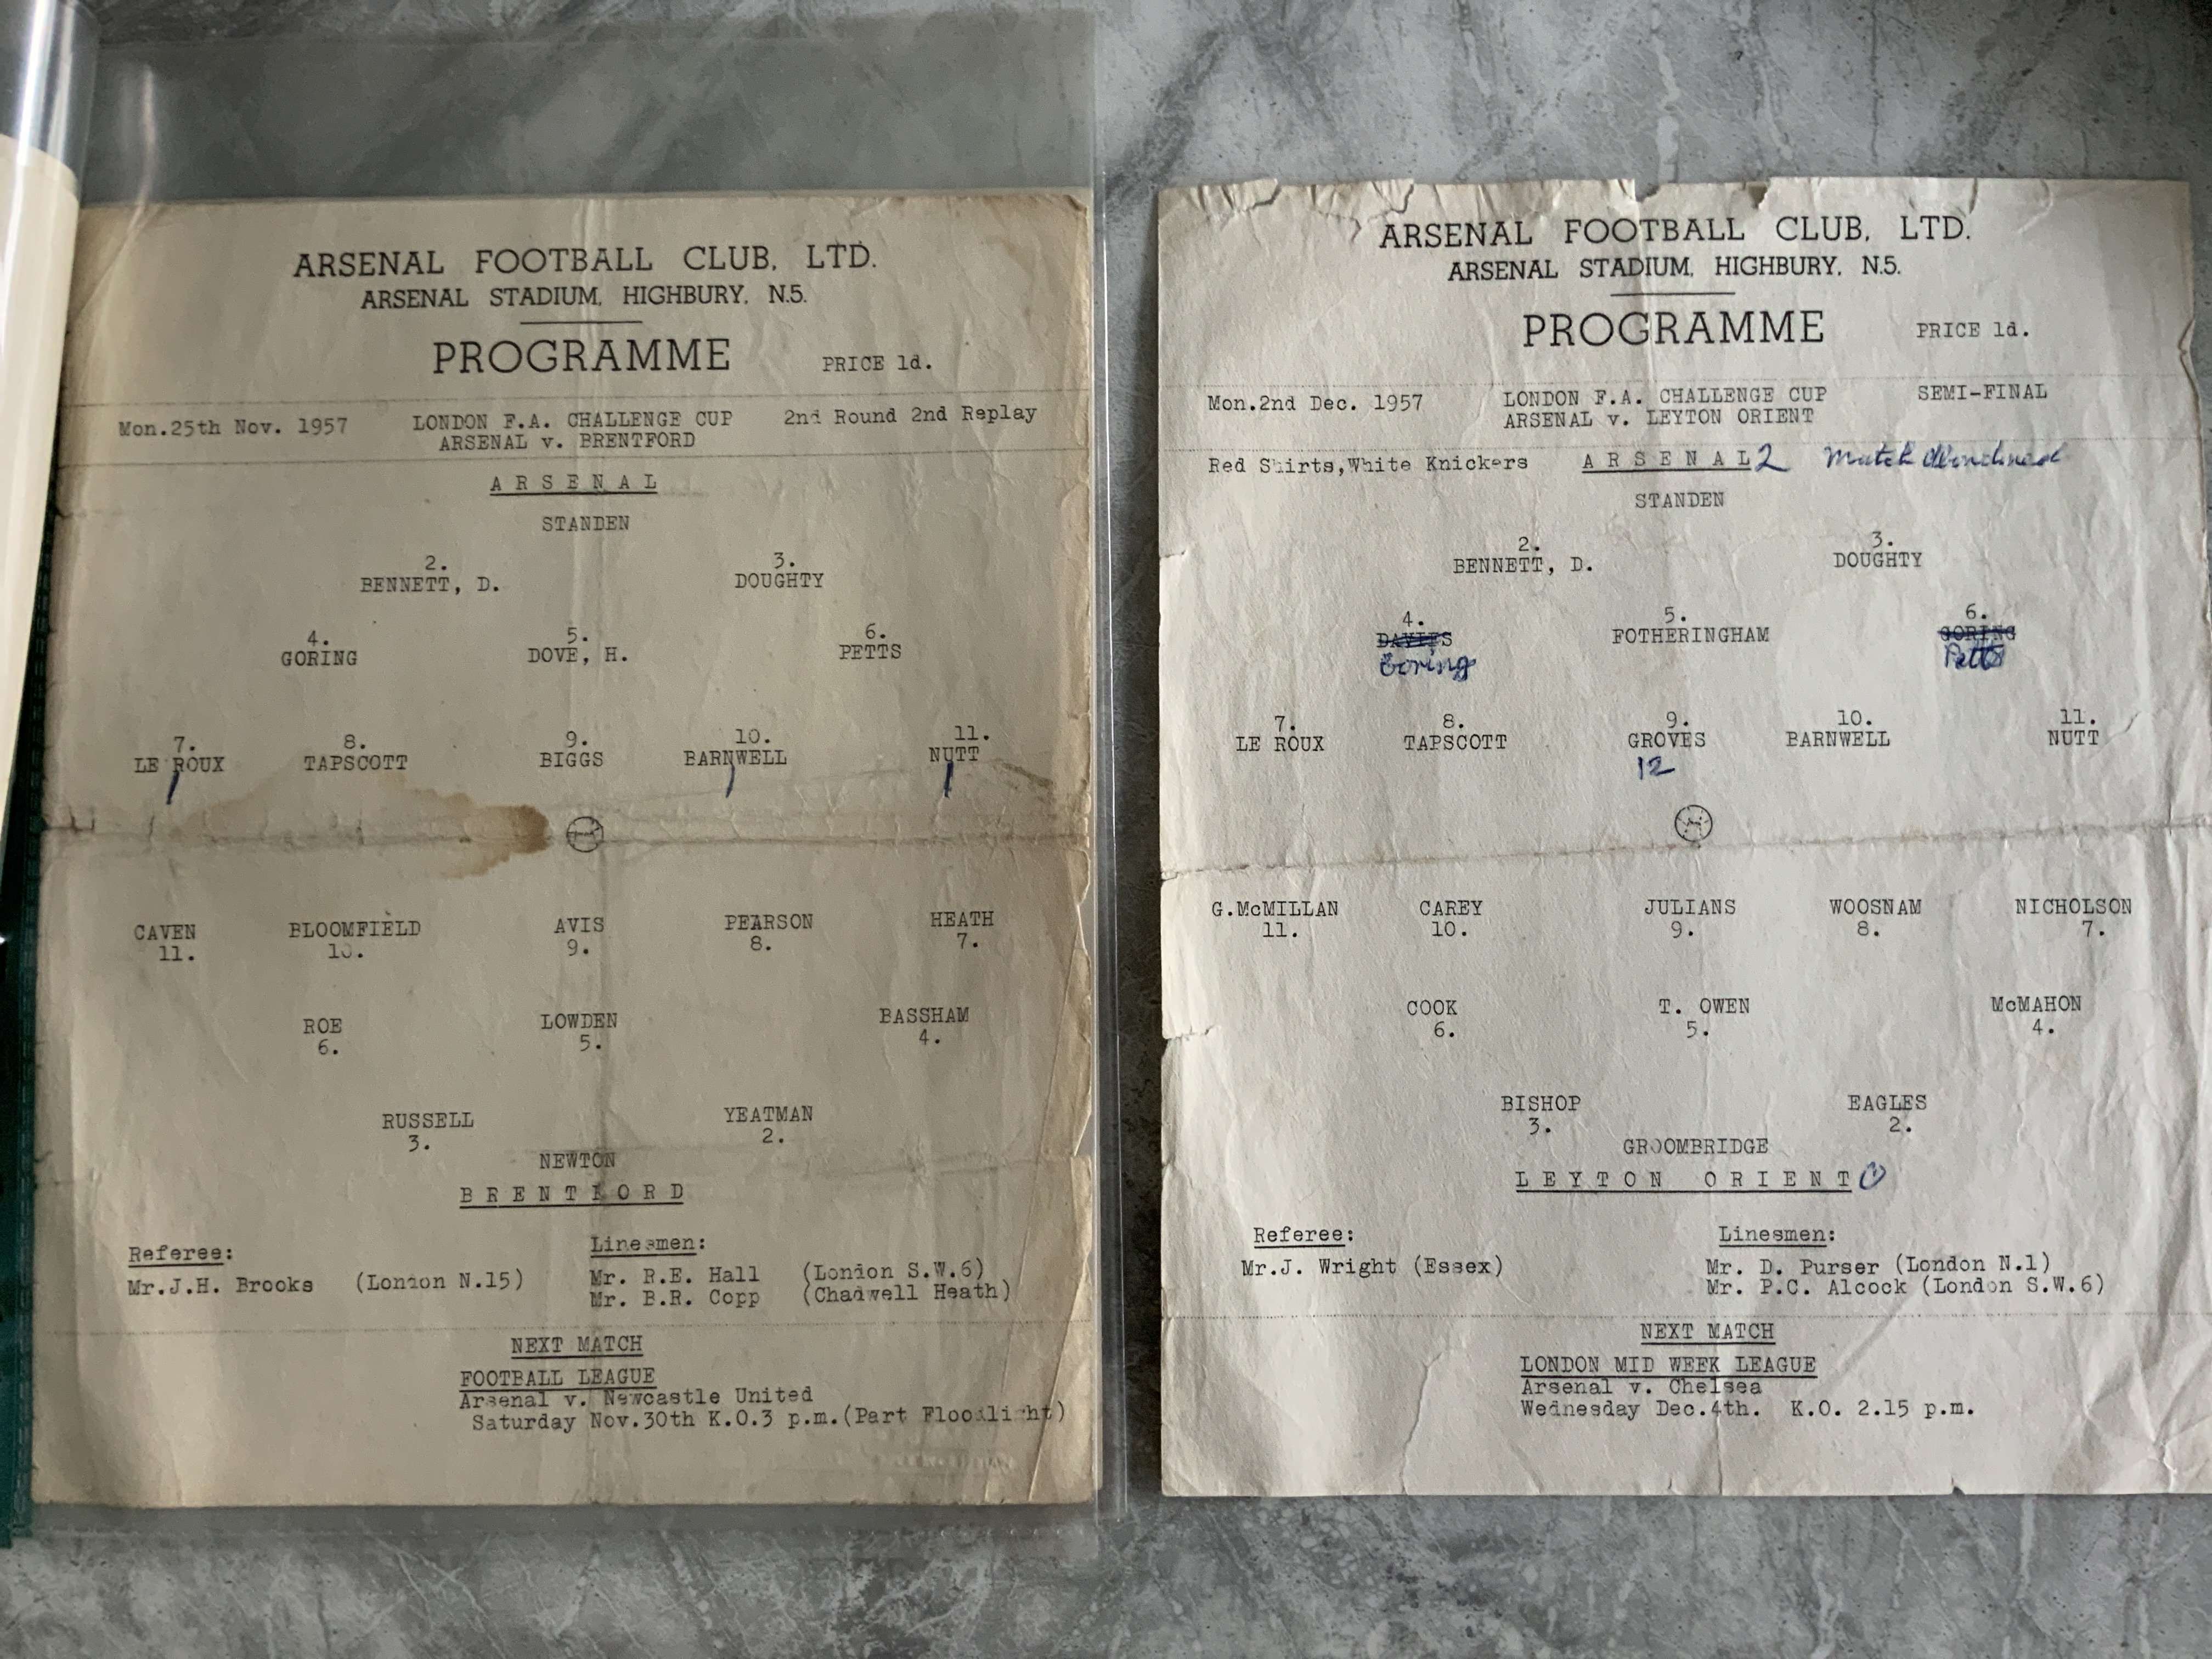 ARSENAL FOOTBALL CLUB, LTD.
ARSENAL STADIUM, HIGHBURY, N.5.
PROGRAMME PRICE 1d.
Mon.25th Nov. 1957 LONDON F.A. CHALLENGE CUP 2nd Round 2nd Replay
ARSENAL v. BRENTFORD
A R S E N A L
STANDEN
2. 3.
BENNETT, D. DOUGHTY
4. 5. 6.
GORING DOVE, H. PETTS
7. 8. 9. 10. 11.
LE ROUX TAPSCOTT BIGGS BARNWELL NUTT
CAVEN BLOOMFIELD AVIS PEARSON HEATH
11. 10. 9. 8. 7.
ROE LOWDEN BASSHAM
6. 5. 4.
RUSSELL YEATMAN
3. 2.
NEWTON
B R E N T F O R D
Referee: Linesmen:
Mr.J.H. Brooks (London N.15) Mr. R.E. Hall (London S.W.6)
Mr. B.R. Copp (Chadwell Heath)
NEXT MATCH
FOOTBALL LEAGUE
Arsenal v. Newcastle United
Saturday Nov.30th K.O.3 p.m.(Part Floodlight)
ARSENAL FOOTBALL CLUB, LTD.
ARSENAL STADIUM, HIGHBURY, N.5.
PROGRAMME PRICE 1d.
Mon.2nd Dec. 1957 LONDON F.A. CHALLENGE CUP SEMI-FINAL
ARSENAL v. LEYTON ORIENT
Red Shirts,White Knickers A R S E N A L 2 Match Abandoned
STANDEN
2. 3.
BENNETT, D. DOUGHTY
4. 5. 6.
DAVIES FOTHERINGHAM GORING
Goring Petts
7. 8. 9. 10. 11.
LE ROUX TAPSCOTT GROVES BARNWELL NUTT
12
G.McMILLAN CAREY JULIANS WOOSNAM NICHOLSON
11. 10. 9. 8. 7.
COOK T. OWEN McMAHON
6. 5. 4.
BISHOP EAGLES
3. 2.
GROOMBRIDGE
L E Y T O N O R I E N T 0
Referee: Linesmen:
Mr.J. Wright (Essex) Mr. D. Purser (London N.1)
Mr. P.C. Alcock (London S.W.6)
NEXT MATCH
LONDON MID WEEK LEAGUE
Arsenal v. Chelsea
Wednesday Dec.4th. K.O. 2.15 p.m.